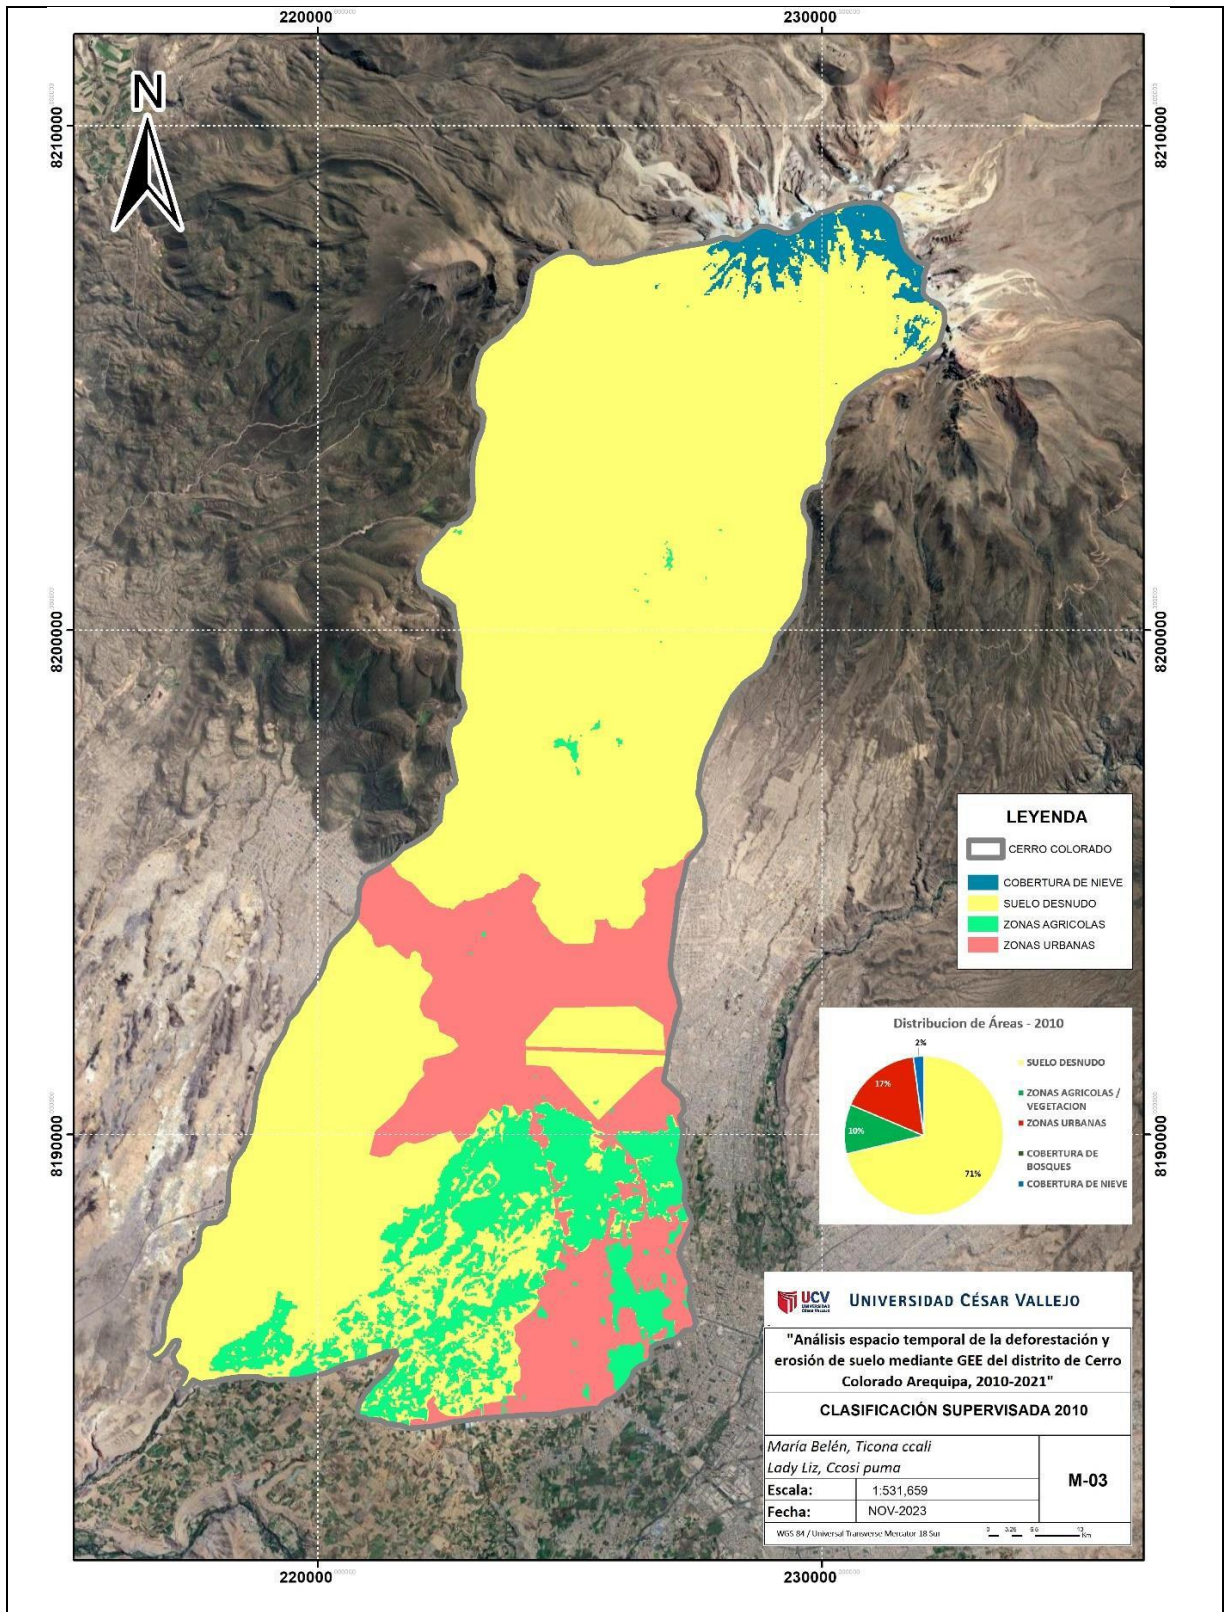 220000
230000
N
8210000
8210000
8200000
8200000
LEYENDA
CERRO COLORADO
COBERTURA DE NIEVE
SUELO DESNUDO
ZONAS AGRICOLAS
ZONAS URBANAS
Distribucion de Áreas - 2010
2%
17%
10%
71%
SUELO DESNUDO
ZONAS AGRICOLAS /
VEGETACION
ZONAS URBANAS
COBERTURA DE
BOSQUES
COBERTURA DE NIEVE
8190000
8190000
UCV
UNIVERSIDAD
CÉSAR VALLEJO
UNIVERSIDAD CÉSAR VALLEJO
"Análisis espacio temporal de la deforestación y
erosión de suelo mediante GEE del distrito de Cerro
Colorado Arequipa, 2010-2021"
CLASIFICACIÓN SUPERVISADA 2010
María Belén, Ticona ccali
Lady Liz, Ccosi puma
M-03
Escala: 1:531,659
Fecha: NOV-2023
WGS 84 / Universal Transverse Mercator 18 Sur
Km
220000
230000